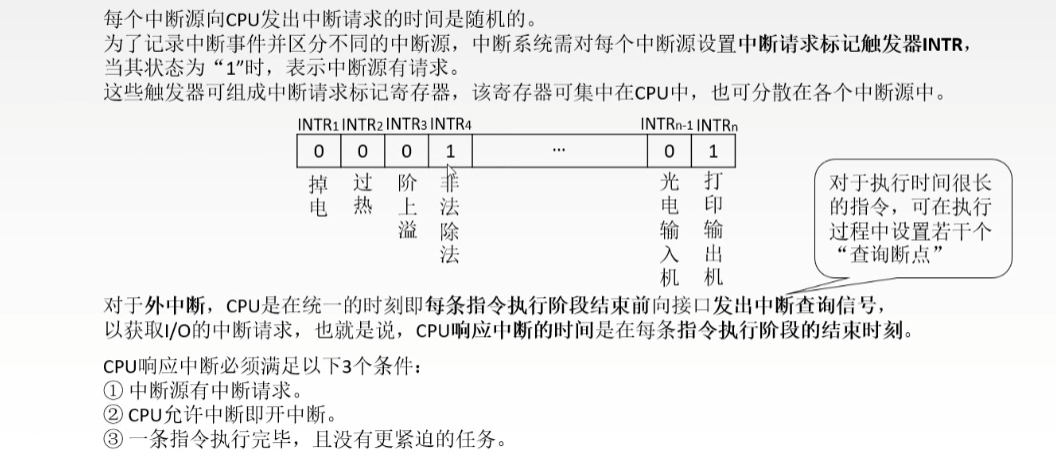 每个中断源向CPU发出中断请求的时间是随机的。
为了记录中断事件并区分不同的中断源，中断系统需对每个中断源设置中断请求标记触发器INTR，
当其状态为“1”时，表示中断源有请求。
这些触发器可组成中断请求标记寄存器，该寄存器可集中在CPU中，也可分散在各个中断源中。
INTR1 INTR2 INTR3 INTR4 INTRn-1 INTRn
0 0 0 1 … 0 1
掉电
过热
阶上溢
非法除法
光电输入机
打印输出机
对于执行时间很长
的指令，可在执行
过程中设置若干个
“查询断点”
对于外中断，CPU是在统一的时刻即每条指令执行阶段结束前向接口发出中断查询信号，
以获取I/O的中断请求，也就是说，CPU响应中断的时间是在每条指令执行阶段的结束时刻。
CPU响应中断必须满足以下3个条件：
① 中断源有中断请求。
② CPU允许中断即开中断。
③ 一条指令执行完毕，且没有更紧迫的任务。